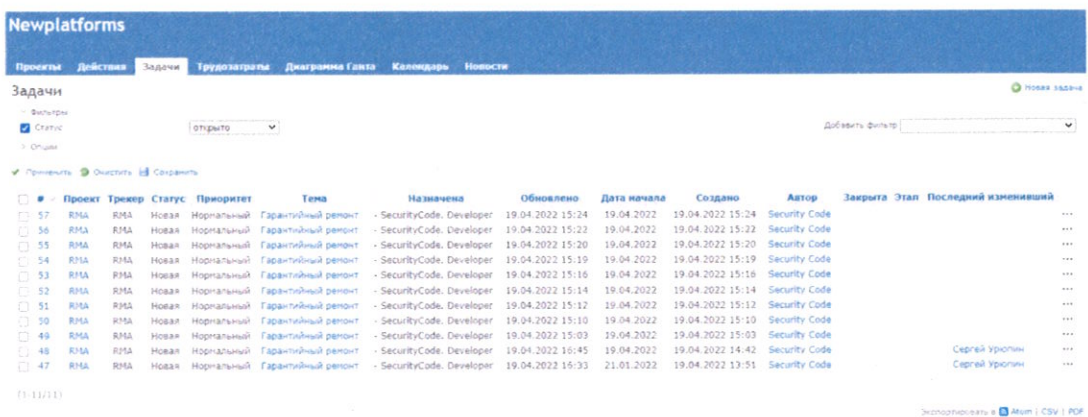 Newplatforms
Проекты Действия Задачи Трудозатраты Диаграмма Ганта Календарь Новости
Задачи
Новая задача
Фильтры
Статус открыто Добавить фильтр
Опции
Применить Очистить Сохранить
# Проект Трекер Статус Приоритет Тема Назначена Обновлено Дата начала Создано Автор Закрыта Этап Последний изменивший
57 RMA RMA Новая Нормальный Гарантийный ремонт - SecurityCode. Developer 19.04.2022 15:24 19.04.2022 19.04.2022 15:24 Security Code ...
56 RMA RMA Новая Нормальный Гарантийный ремонт - SecurityCode. Developer 19.04.2022 15:22 19.04.2022 19.04.2022 15:22 Security Code ...
55 RMA RMA Новая Нормальный Гарантийный ремонт - SecurityCode. Developer 19.04.2022 15:20 19.04.2022 19.04.2022 15:20 Security Code ...
54 RMA RMA Новая Нормальный Гарантийный ремонт - SecurityCode. Developer 19.04.2022 15:19 19.04.2022 19.04.2022 15:19 Security Code ...
53 RMA RMA Новая Нормальный Гарантийный ремонт - SecurityCode. Developer 19.04.2022 15:16 19.04.2022 19.04.2022 15:16 Security Code ...
52 RMA RMA Новая Нормальный Гарантийный ремонт - SecurityCode. Developer 19.04.2022 15:14 19.04.2022 19.04.2022 15:14 Security Code ...
51 RMA RMA Новая Нормальный Гарантийный ремонт - SecurityCode. Developer 19.04.2022 15:12 19.04.2022 19.04.2022 15:12 Security Code ...
50 RMA RMA Новая Нормальный Гарантийный ремонт - SecurityCode. Developer 19.04.2022 15:10 19.04.2022 19.04.2022 15:10 Security Code ...
49 RMA RMA Новая Нормальный Гарантийный ремонт - SecurityCode. Developer 19.04.2022 15:03 19.04.2022 19.04.2022 15:03 Security Code ...
48 RMA RMA Новая Нормальный Гарантийный ремонт - SecurityCode. Developer 19.04.2022 16:45 19.04.2022 19.04.2022 14:42 Security Code Сергей Урюпин ...
47 RMA RMA Новая Нормальный Гарантийный ремонт - SecurityCode. Developer 19.04.2022 16:33 21.01.2022 19.04.2022 13:51 Security Code Сергей Урюпин ...
(1-11/11)
Экспортировать в Atom | CSV | PDF